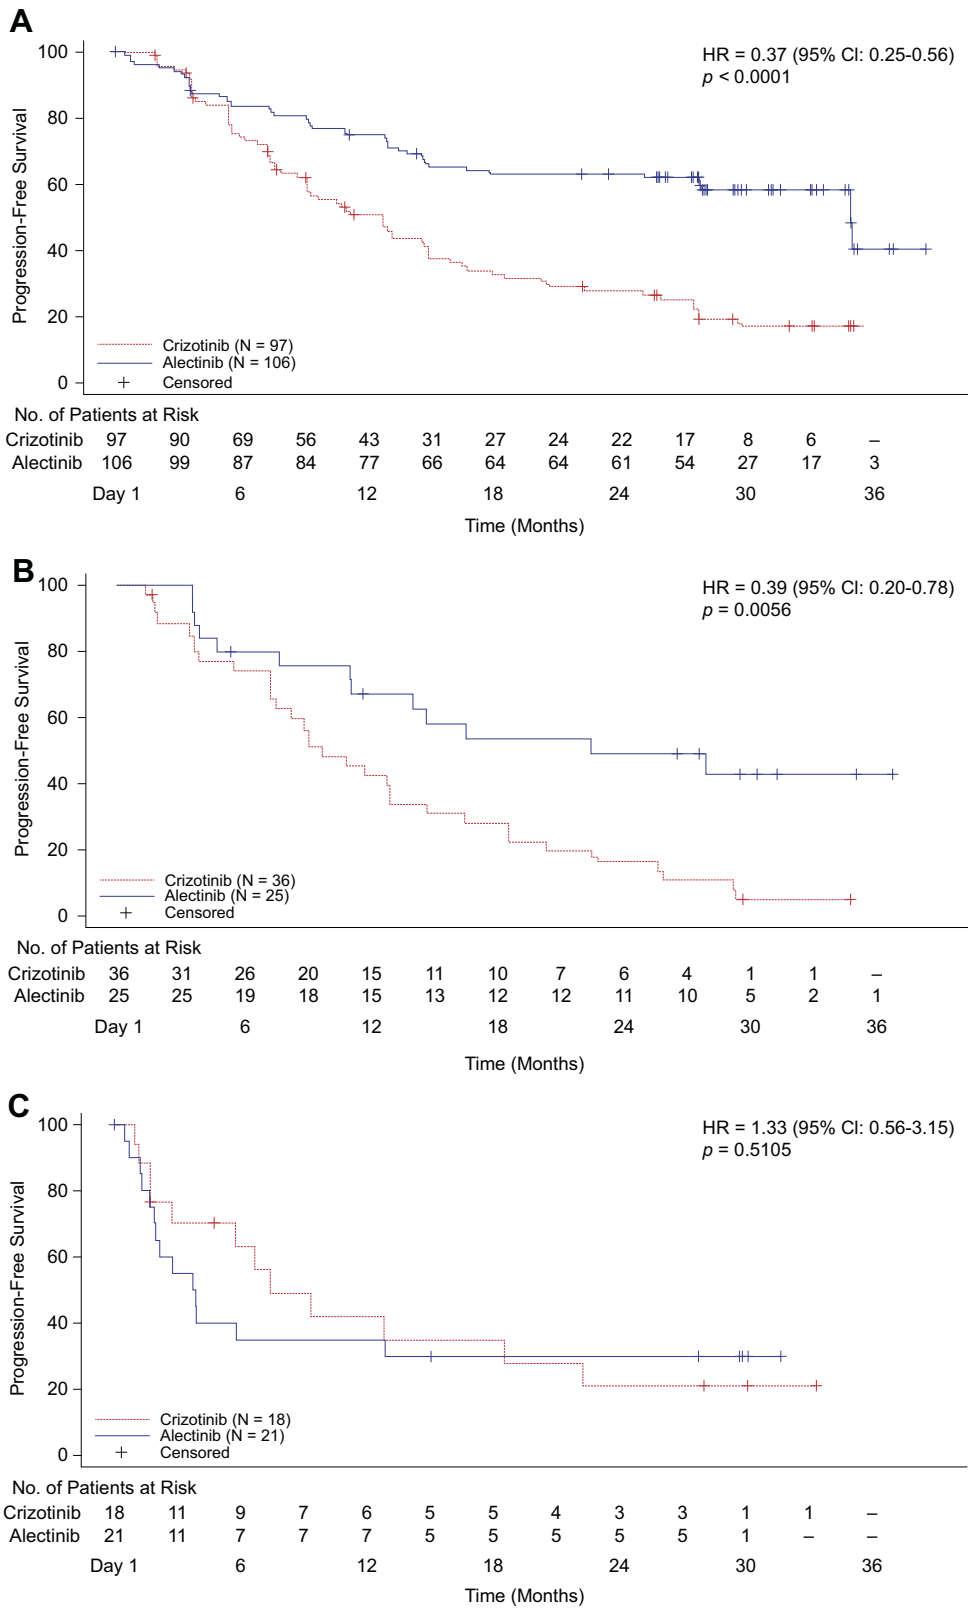 A
HR = 0.37 (95% CI: 0.25-0.56)
p < 0.0001
Progression-Free Survival
100
80
60
40
20
0
Crizotinib (N = 97)
Alectinib (N = 106)
Censored
No. of Patients at Risk
Crizotinib 97 90 69 56 43 31 27 24 22 17 8 6 –
Alectinib 106 99 87 84 77 66 64 64 61 54 27 17 3
Day 1 6 12 18 24 30 36
Time (Months)
B
HR = 0.39 (95% CI: 0.20-0.78)
p = 0.0056
Progression-Free Survival
100
80
60
40
20
0
Crizotinib (N = 36)
Alectinib (N = 25)
Censored
No. of Patients at Risk
Crizotinib 36 31 26 20 15 11 10 7 6 4 1 1 –
Alectinib 25 25 19 18 15 13 12 12 11 10 5 2 1
Day 1 6 12 18 24 30 36
Time (Months)
C
HR = 1.33 (95% CI: 0.56-3.15)
p = 0.5105
Progression-Free Survival
100
80
60
40
20
0
Crizotinib (N = 18)
Alectinib (N = 21)
Censored
No. of Patients at Risk
Crizotinib 18 11 9 7 6 5 5 4 3 3 1 1 –
Alectinib 21 11 7 7 7 5 5 5 5 5 1 – –
Day 1 6 12 18 24 30 36
Time (Months)